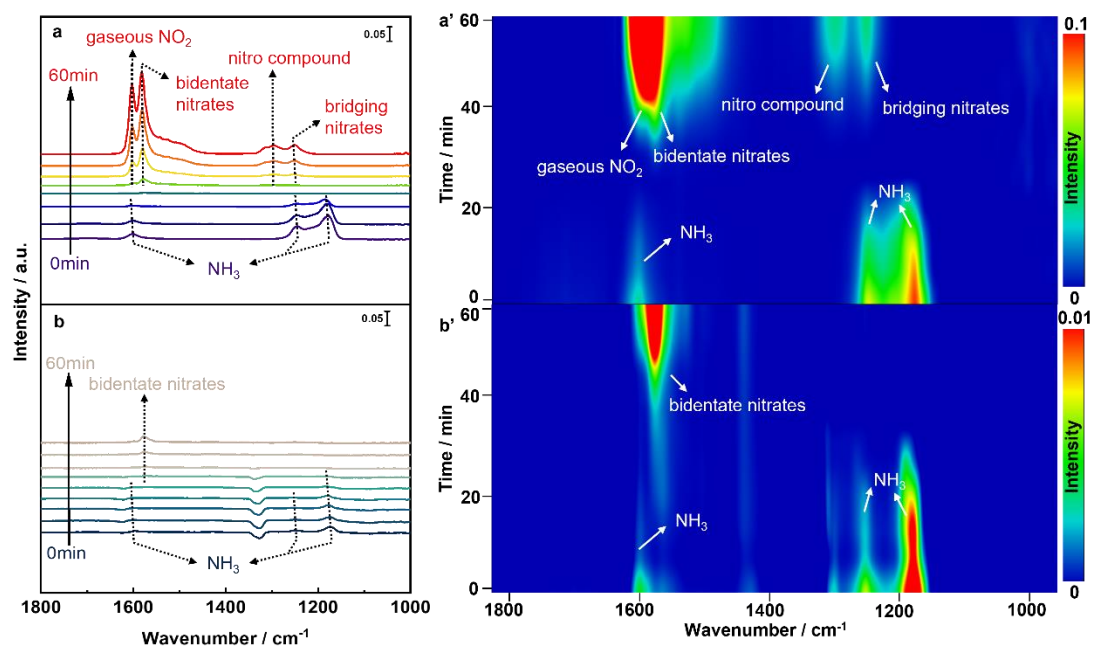 a
0.05
gaseous NO₂
bidentate
nitrates
nitro compound
bridging
nitrates
60min
0min
NH₃
b
0.05
60min
bidentate nitrates
0min
NH₃
Intensity / a.u.
1800
1600
1400
1200
1000
Wavenumber / cm⁻¹
a'
60
40
20
0
Time / min
nitro compound
bridging nitrates
gaseous NO₂
bidentate nitrates
NH₃
NH₃
0.1
Intensity
0
b'
60
40
20
0
Time / min
bidentate nitrates
NH₃
NH₃
0.01
Intensity
0
1800
1600
1400
1200
1000
Wavenumber / cm⁻¹